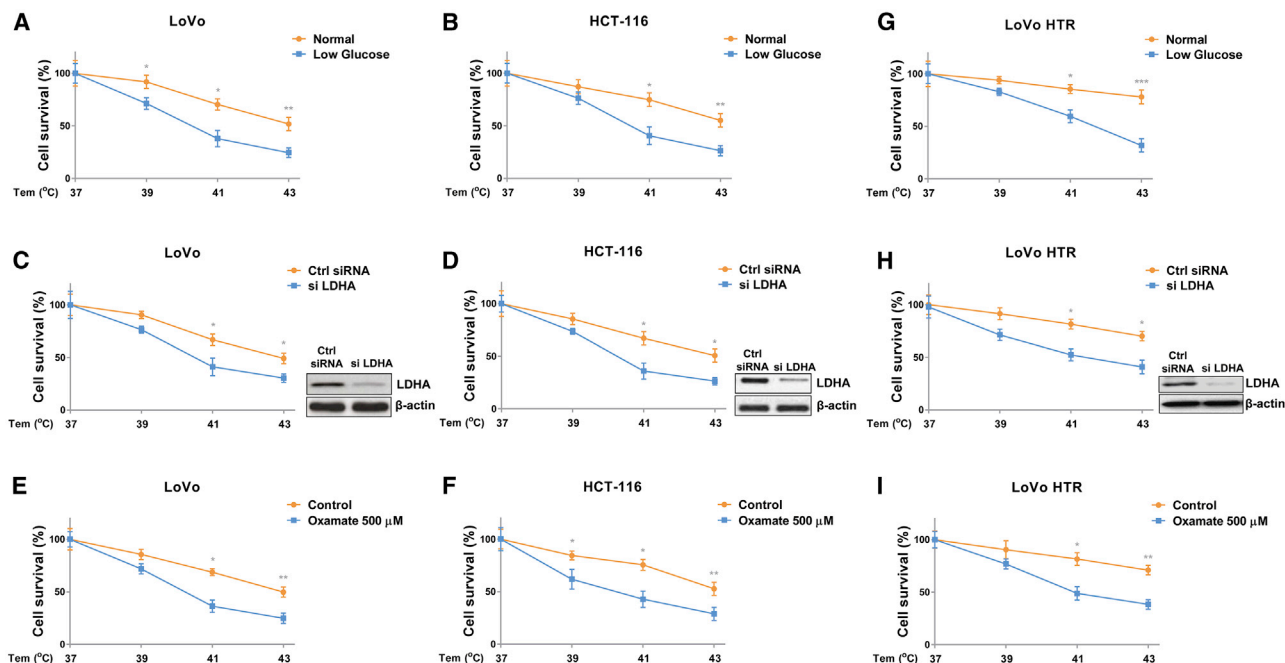 A
LoVo
Normal
Low Glucose
Cell survival (%)
100
50
0
* * **
Tem (°C)
37 39 41 43
B
HCT-116
Normal
Low Glucose
Cell survival (%)
100
50
0
* **
Tem (°C)
37 39 41 43
G
LoVo HTR
Normal
Low Glucose
Cell survival (%)
100
50
0
* ***
Tem (°C)
37 39 41 43
C
LoVo
Ctrl siRNA
si LDHA
Cell survival (%)
100
50
0
* *
Tem (°C)
37 39 41 43
Ctrl
siRNA si LDHA
LDHA
β-actin
D
HCT-116
Ctrl siRNA
si LDHA
Cell survival (%)
100
50
0
* *
Tem (°C)
37 39 41 43
Ctrl
siRNA si LDHA
LDHA
β-actin
H
LoVo HTR
Ctrl siRNA
si LDHA
Cell survival (%)
100
50
0
* *
Tem (°C)
37 39 41 43
Ctrl
siRNA si LDHA
LDHA
β-actin
E
LoVo
Control
Oxamate 500 μM
Cell survival (%)
100
50
0
* **
Tem (°C)
37 39 41 43
F
HCT-116
Control
Oxamate 500 μM
Cell survival (%)
100
50
0
* * **
Tem (°C)
37 39 41 43
I
LoVo HTR
Control
Oxamate 500 μM
Cell survival (%)
100
50
0
* **
Tem (°C)
37 39 41 43